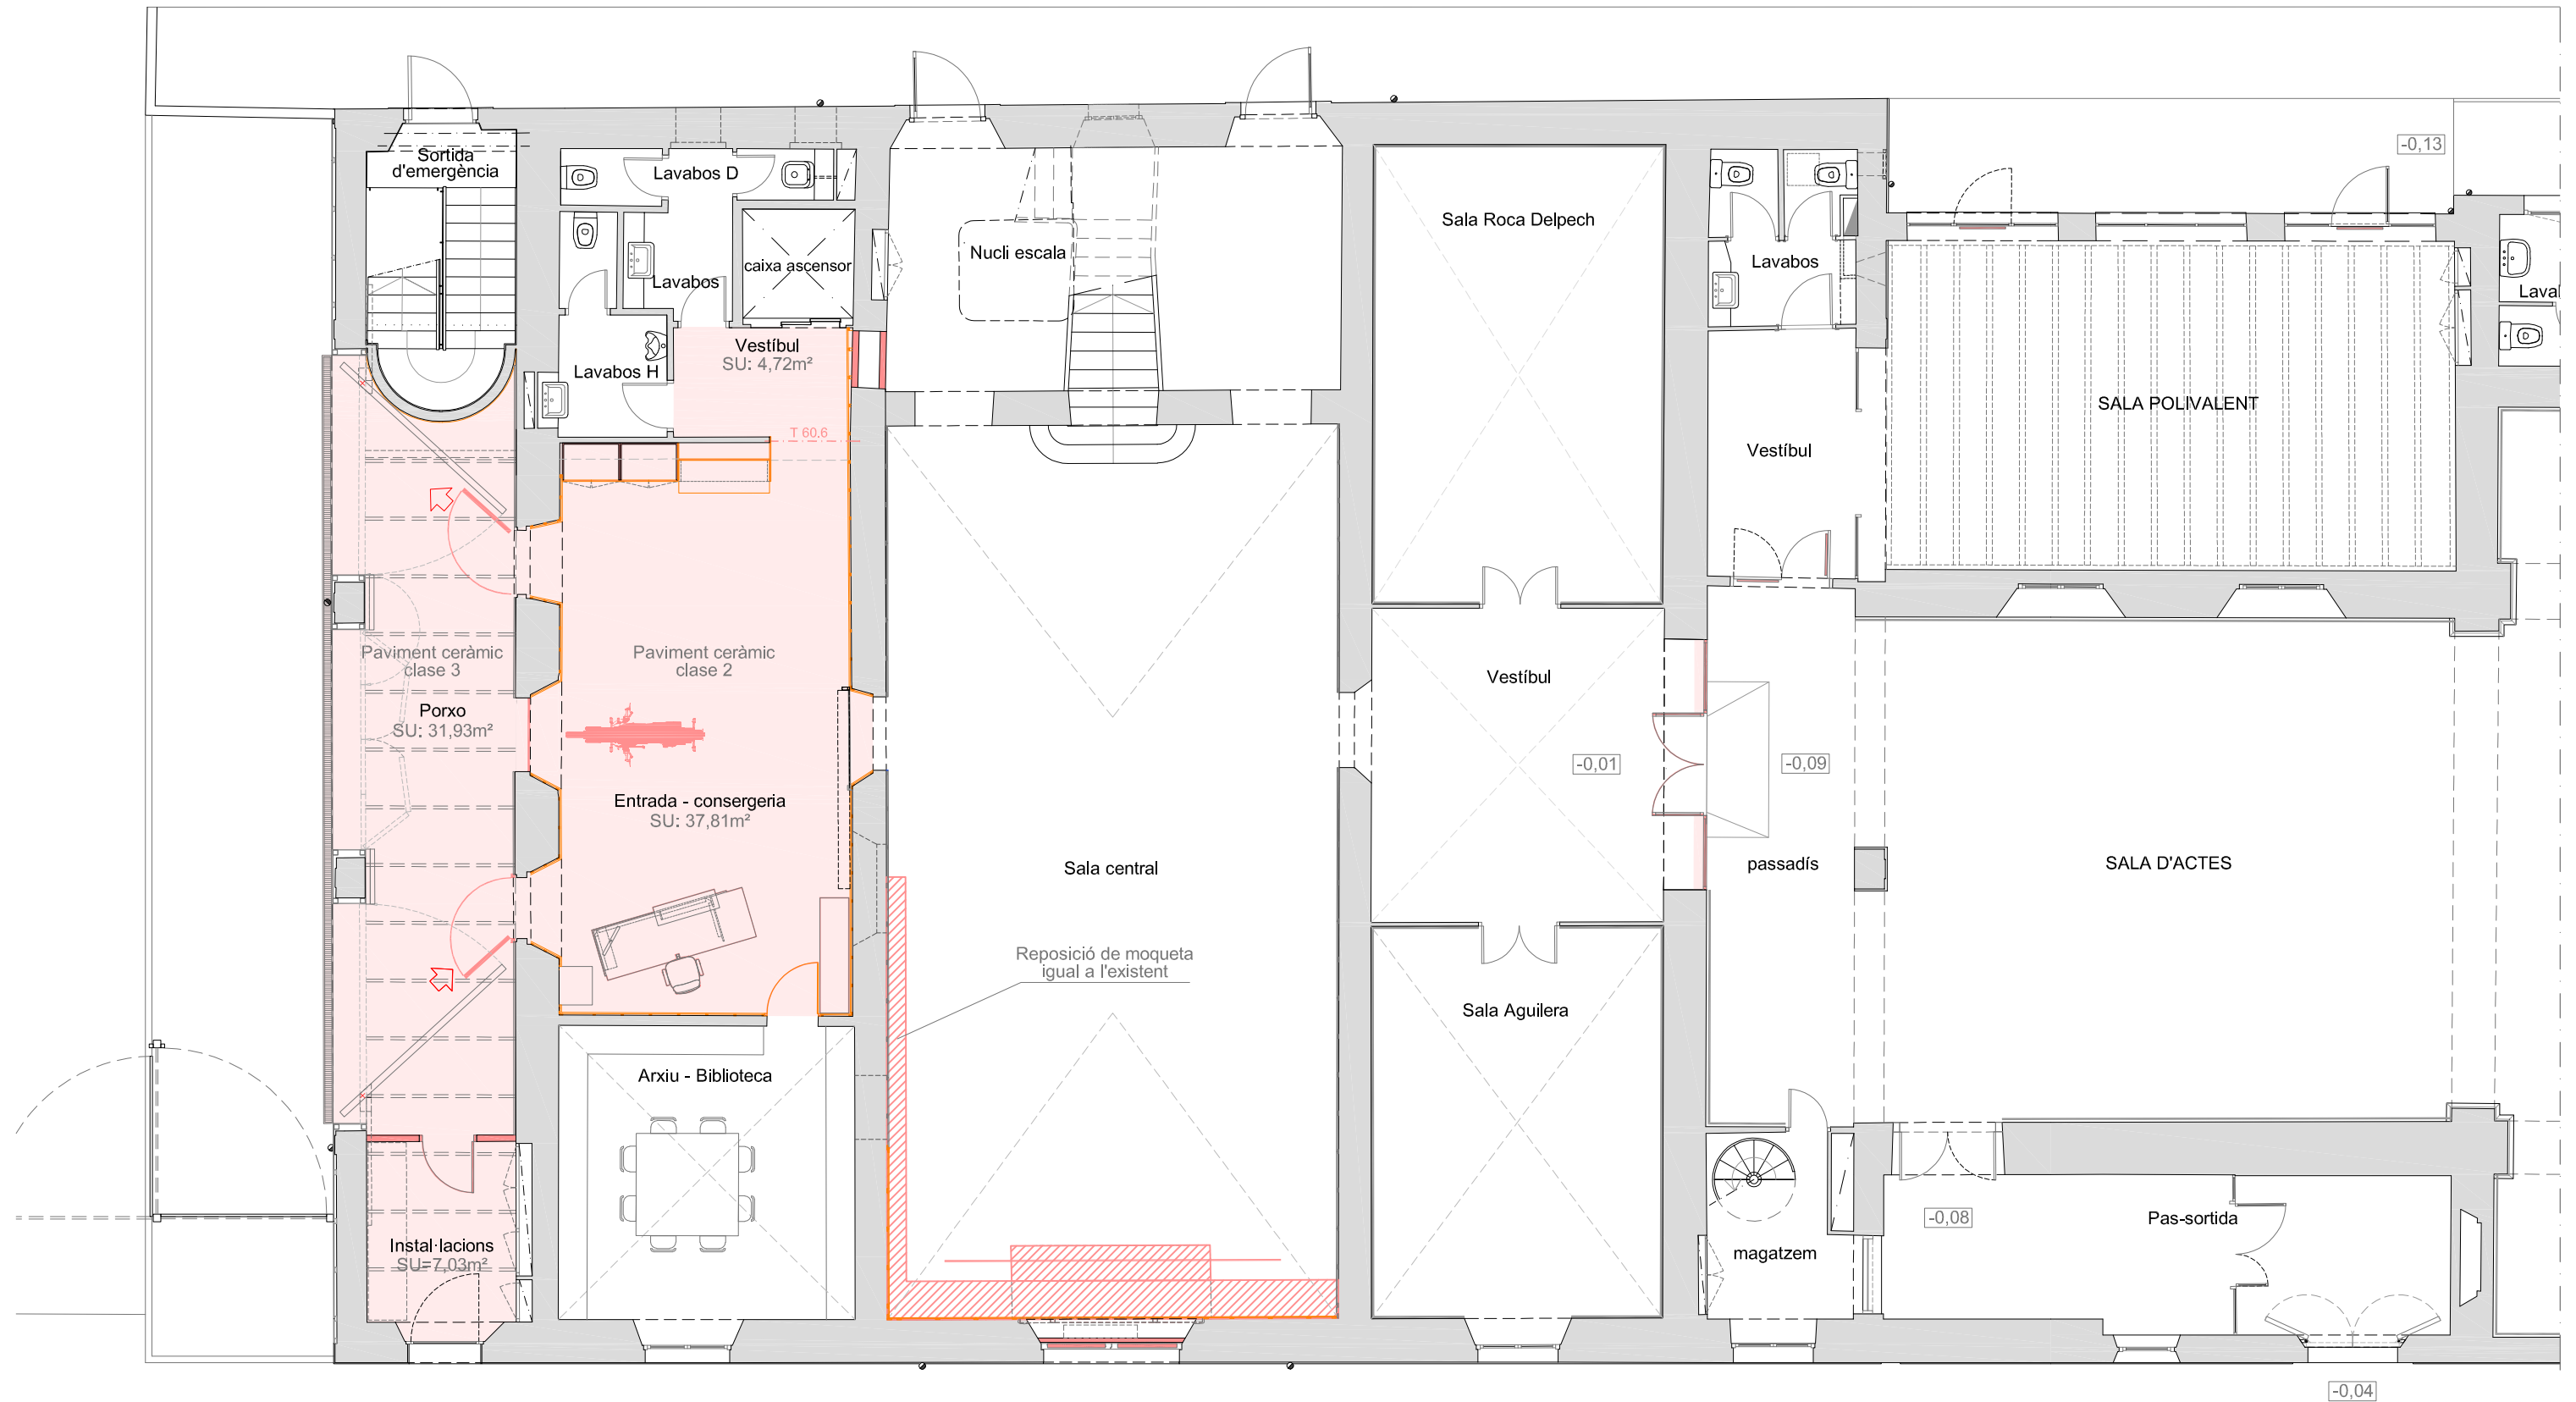 -0,13
Sortida
d'emergència
Lavabos D
Sala Roca Delpech
Nucli escala
Lavabos
caixa ascensor
Lavabos
Vestíbul
SU: 4,72m²
Lavabos H
SALA POLIVALENT
T 60.6
Vestíbul
Paviment ceràmic
clase 3
Paviment ceràmic
clase 2
Vestíbul
Porxo
SU: 31,93m²
-0,01
-0,09
Entrada - consergeria
SU: 37,81m²
Sala central
passadís
SALA D'ACTES
Reposició de moqueta
igual a l'existent
Sala Aguilera
Arxiu - Biblioteca
Instal·lacions
SU=7,03m²
magatzem
-0,08
Pas-sortida
-0,04